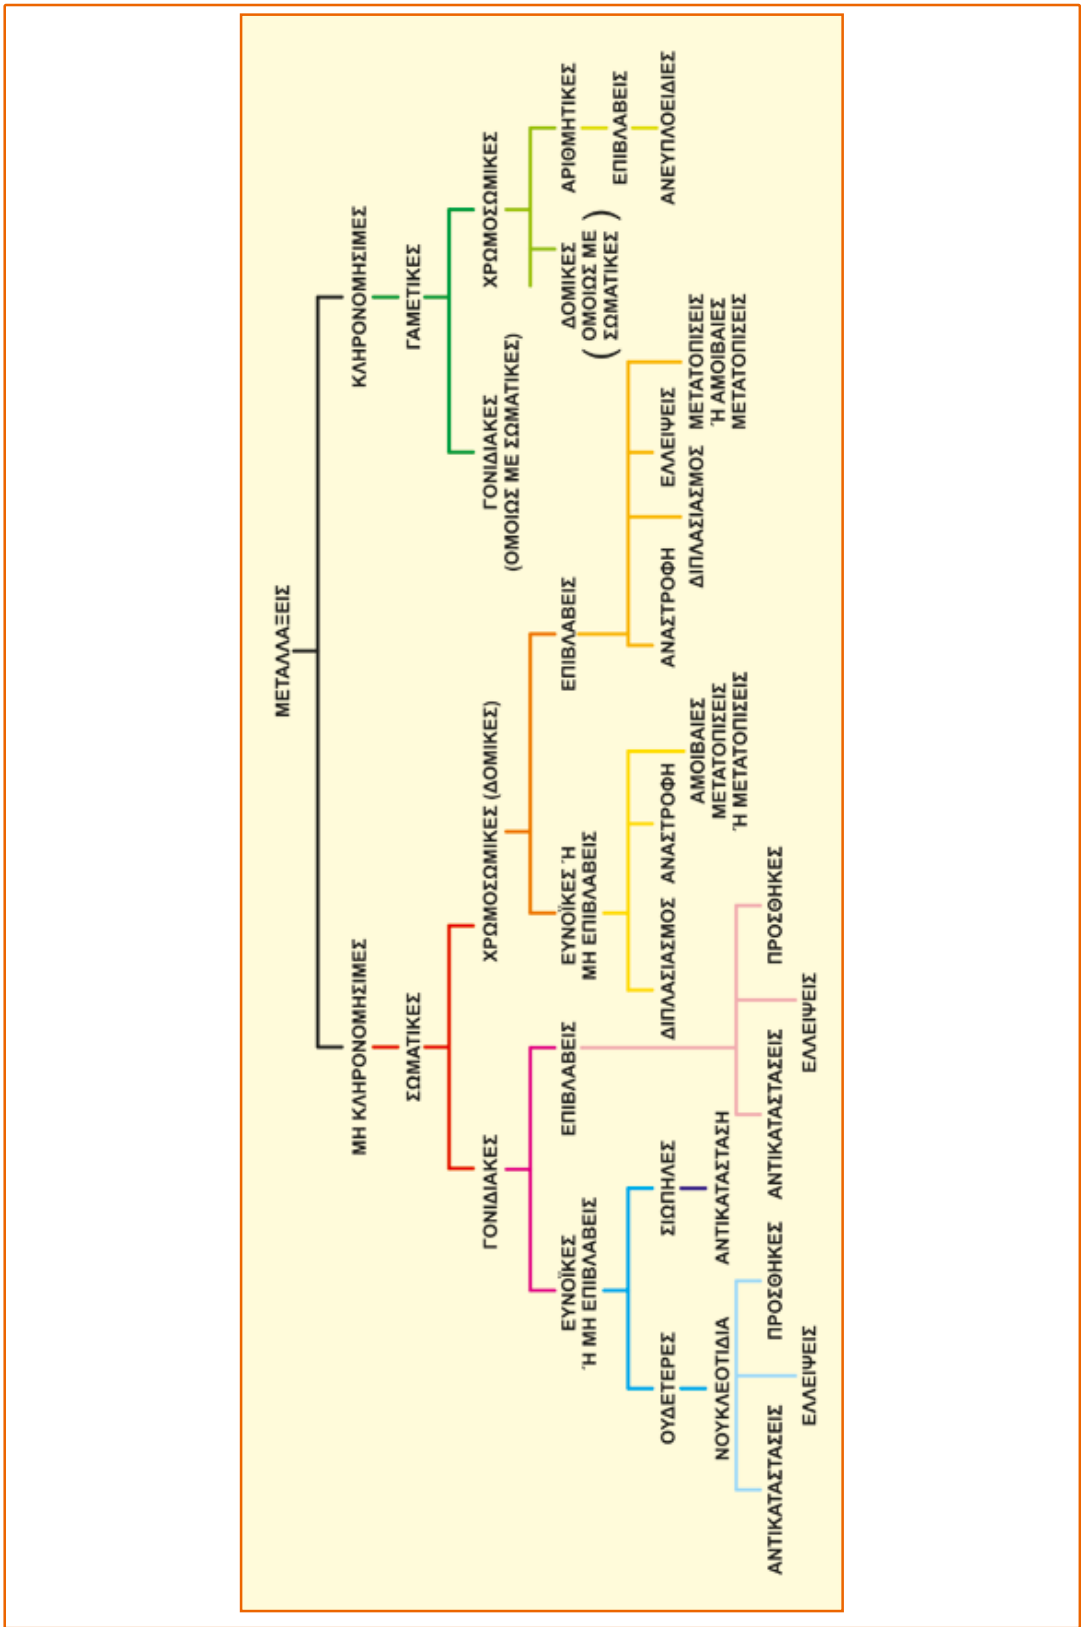 ΜΕΤΑΛΛΑΞΕΙΣ
ΜΗ ΚΛΗΡΟΝΟΜΗΣΙΜΕΣ
ΚΛΗΡΟΝΟΜΗΣΙΜΕΣ
ΣΩΜΑΤΙΚΕΣ
ΓΑΜΕΤΙΚΕΣ
ΓΟΝΙΔΙΑΚΕΣ
ΧΡΩΜΟΣΩΜΙΚΕΣ (ΔΟΜΙΚΕΣ)
ΓΟΝΙΔΙΑΚΕΣ
(ΟΜΟΙΩΣ ΜΕ ΣΩΜΑΤΙΚΕΣ)
ΧΡΩΜΟΣΩΜΙΚΕΣ
ΕΥΝΟΪΚΕΣ
Ή ΜΗ ΕΠΙΒΛΑΒΕΙΣ
ΕΠΙΒΛΑΒΕΙΣ
ΕΥΝΟΪΚΕΣ Ή
ΜΗ ΕΠΙΒΛΑΒΕΙΣ
ΕΠΙΒΛΑΒΕΙΣ
ΔΟΜΙΚΕΣ
(ΟΜΟΙΩΣ ΜΕ
ΣΩΜΑΤΙΚΕΣ)
ΑΡΙΘΜΗΤΙΚΕΣ
ΕΠΙΒΛΑΒΕΙΣ
ΑΝΕΥΠΛΟΕΙΔΙΕΣ
ΟΥΔΕΤΕΡΕΣ
ΣΙΩΠΗΛΕΣ
ΔΙΠΛΑΣΙΑΣΜΟΣ
ΑΝΑΣΤΡΟΦΗ
ΑΜΟΙΒΑΙΕΣ
ΜΕΤΑΤΟΠΙΣΕΙΣ
Ή ΜΕΤΑΤΟΠΙΣΕΙΣ
ΑΝΑΣΤΡΟΦΗ
ΔΙΠΛΑΣΙΑΣΜΟΣ
ΕΛΛΕΙΨΕΙΣ
ΜΕΤΑΤΟΠΙΣΕΙΣ
Ή ΑΜΟΙΒΑΙΕΣ
ΜΕΤΑΤΟΠΙΣΕΙΣ
ΝΟΥΚΛΕΟΤΙΔΙΑ
ΑΝΤΙΚΑΤΑΣΤΑΣΗ
ΑΝΤΙΚΑΤΑΣΤΑΣΕΙΣ
ΕΛΛΕΙΨΕΙΣ
ΠΡΟΣΘΗΚΕΣ
ΑΝΤΙΚΑΤΑΣΤΑΣΕΙΣ
ΕΛΛΕΙΨΕΙΣ
ΠΡΟΣΘΗΚΕΣ